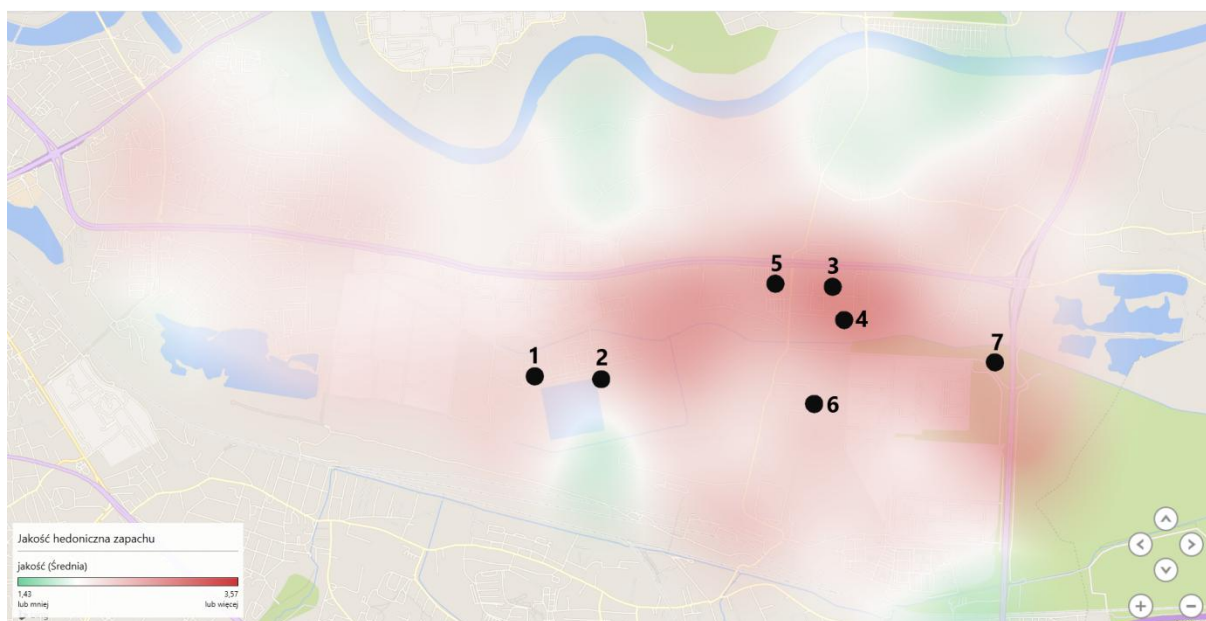 5
3
4
1
2
7
6
Jakość hedoniczna zapachu
jakość (Średnia)
1,43
3,57
lub mniej
lub więcej